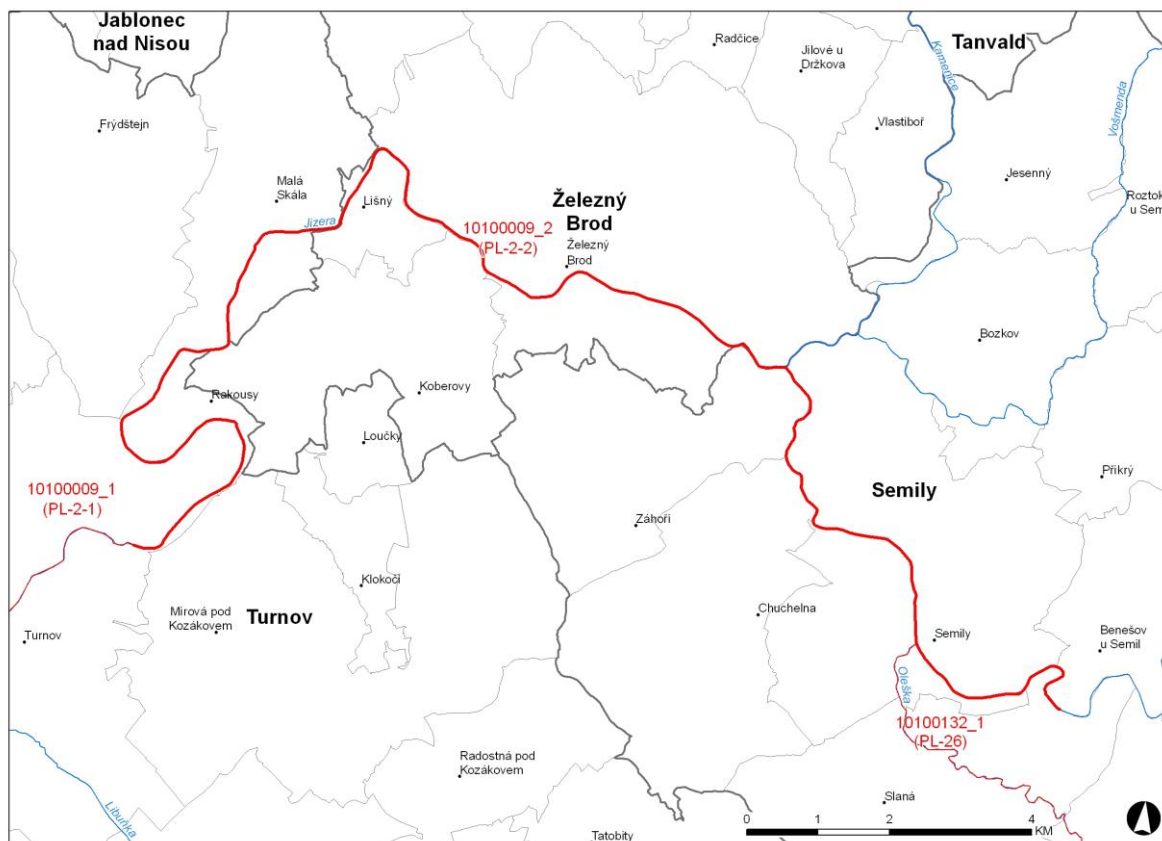 Jablonec
nad Nisou
Radčice
Jilové u
Držkova
Kamenice
Tanvald
Vošmenda
Frýdštejn
Vlastiboř
Malá
Skála
Jesenný
Roztok
u Sem
Lišný
Jizera
Železný
Brod
10100009_2
(PL-2-2)
Železný
Brod
Bozkov
Rakousy
Koberovy
Loučky
Příkrý
10100009_1
(PL-2-1)
Semily
Záhoří
Klokočí
Mírová pod
Kozákovem
Turnov
Chuchelna
Turnov
Semily
Benešov
u Semil
Oleška
10100132_1
(PL-26)
Radostná pod
Kozákovem
Libuňka
Slaná
Tatobity
0 1 2 4
KM